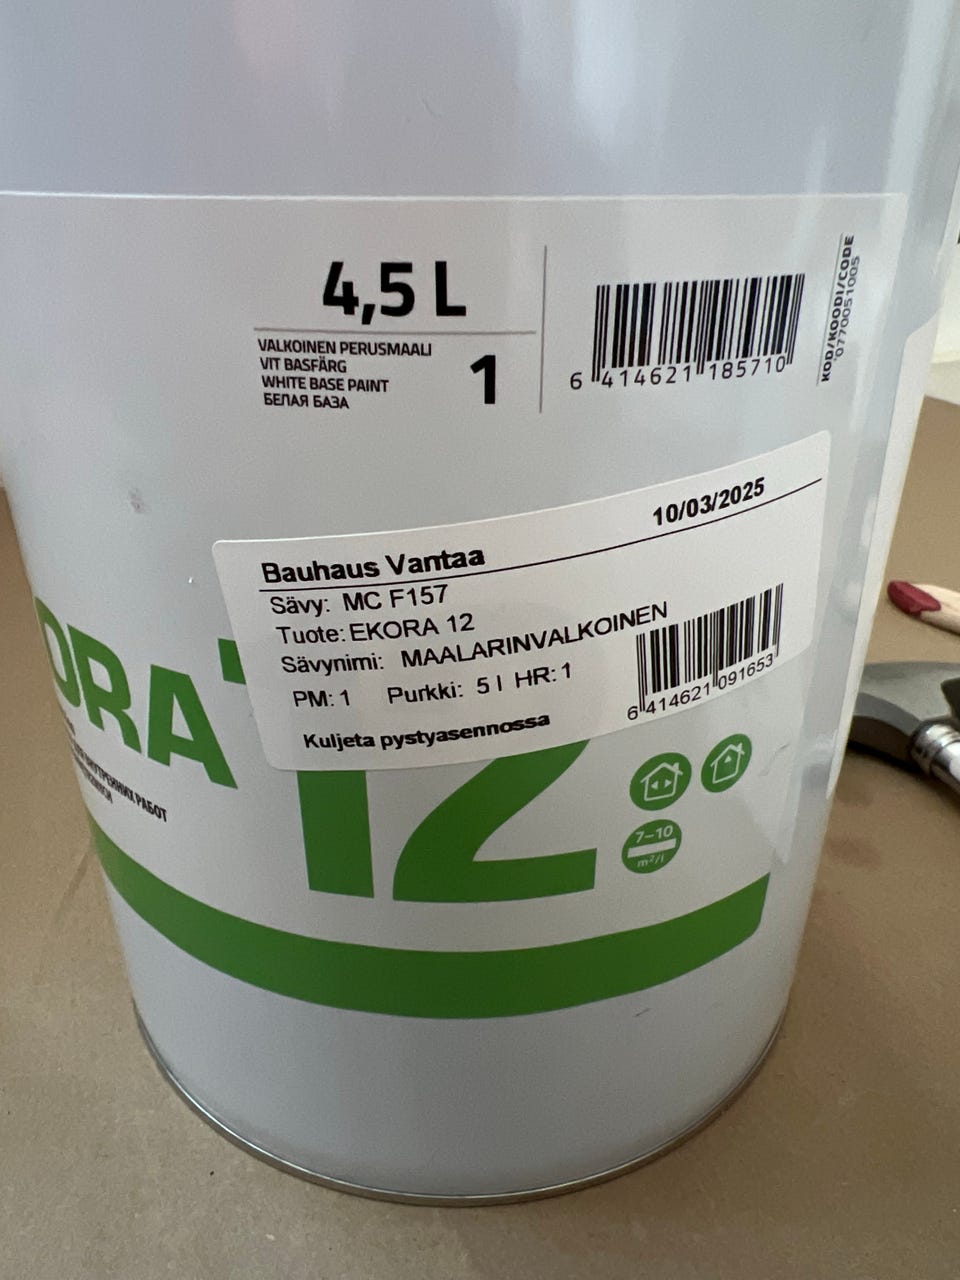 4,5 L
VALKOINEN PERUSMAALI
VIT BASFÄRG
WHITE BASE PAINT
БЕЛАЯ БАЗА
1
6 414621 185710
KOD/KOODI/CODE
0770051005
10/03/2025
Bauhaus Vantaa
Sävy: MC F157
Tuote: EKORA 12
Sävynimi: MAALARINVALKOINEN
PM: 1 Purkki: 5 l HR: 1
6 414621 091653
Kuljeta pystyasennossa
ORA 12
РАБОТ
7–10
m²/l